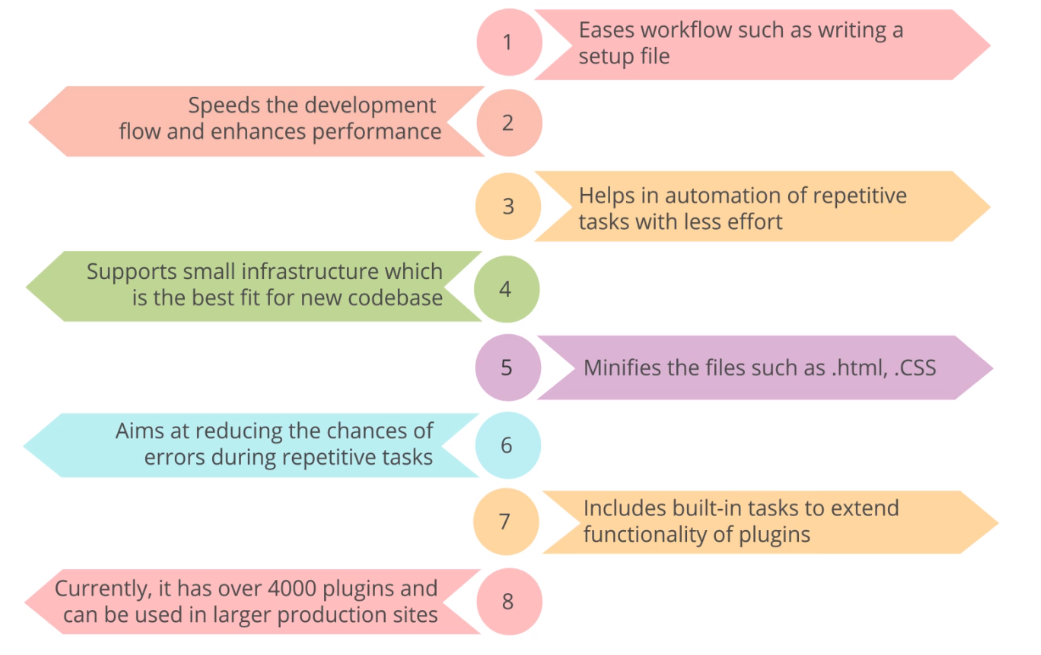 1
Eases workflow such as writing a
setup file
Speeds the development
flow and enhances performance
2
3
Helps in automation of repetitive
tasks with less effort
Supports small infrastructure which
is the best fit for new codebase
4
5
Minifies the files such as .html, .CSS
Aims at reducing the chances of
errors during repetitive tasks
6
7
Includes built-in tasks to extend
functionality of plugins
Currently, it has over 4000 plugins and
can be used in larger production sites
8